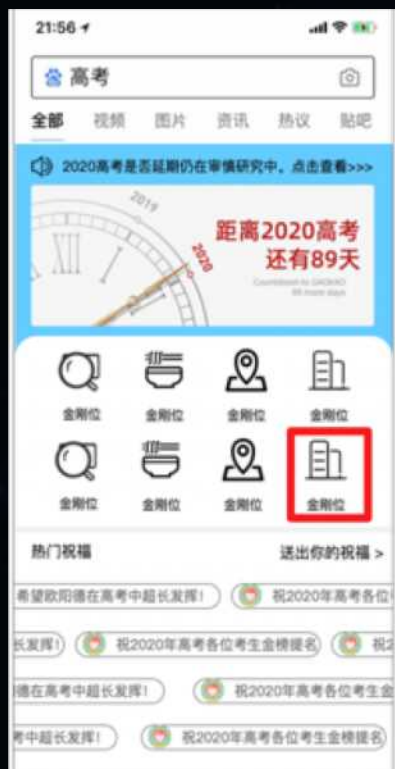 21:56
高考
全部 视频 图片 资讯 热议 贴吧
2020高考是否延期仍在审慎研究中，点击查看>>>
2019
2020
距离2020高考
还有89天
Countdown to GAOKAO
89 more days
金刚位 金刚位 金刚位 金刚位
金刚位 金刚位 金刚位 金刚位
热门祝福 送出你的祝福 >
希望欧阳德在高考中超长发挥！ 祝2020年高考各位
长发挥！ 祝2020年高考各位考生金榜提名 祝2
德在高考中超长发挥！ 祝2020年高考各位考生金
考中超长发挥！ 祝2020年高考各位考生金榜提名